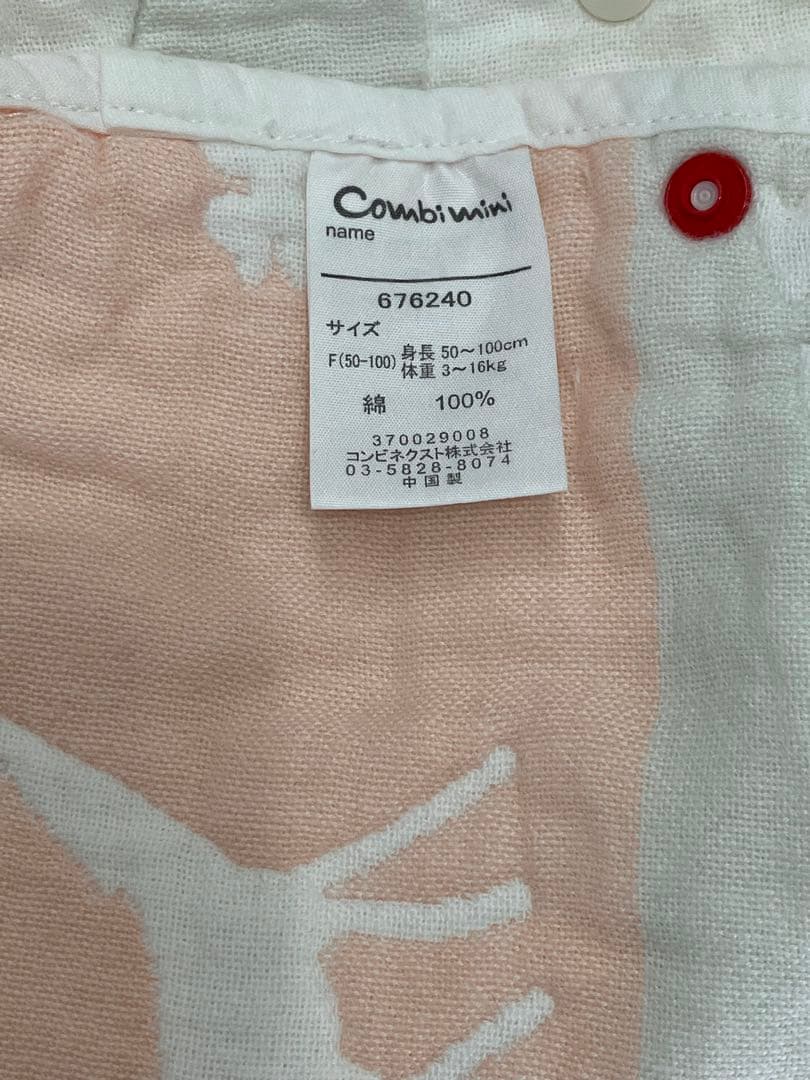 Combimini
name
676240
サイズ
F(50-100) 身長 50〜100cm
体重 3〜16kg
綿 100%
370029008
コンビネクスト株式会社
03-5828-8074
中国製